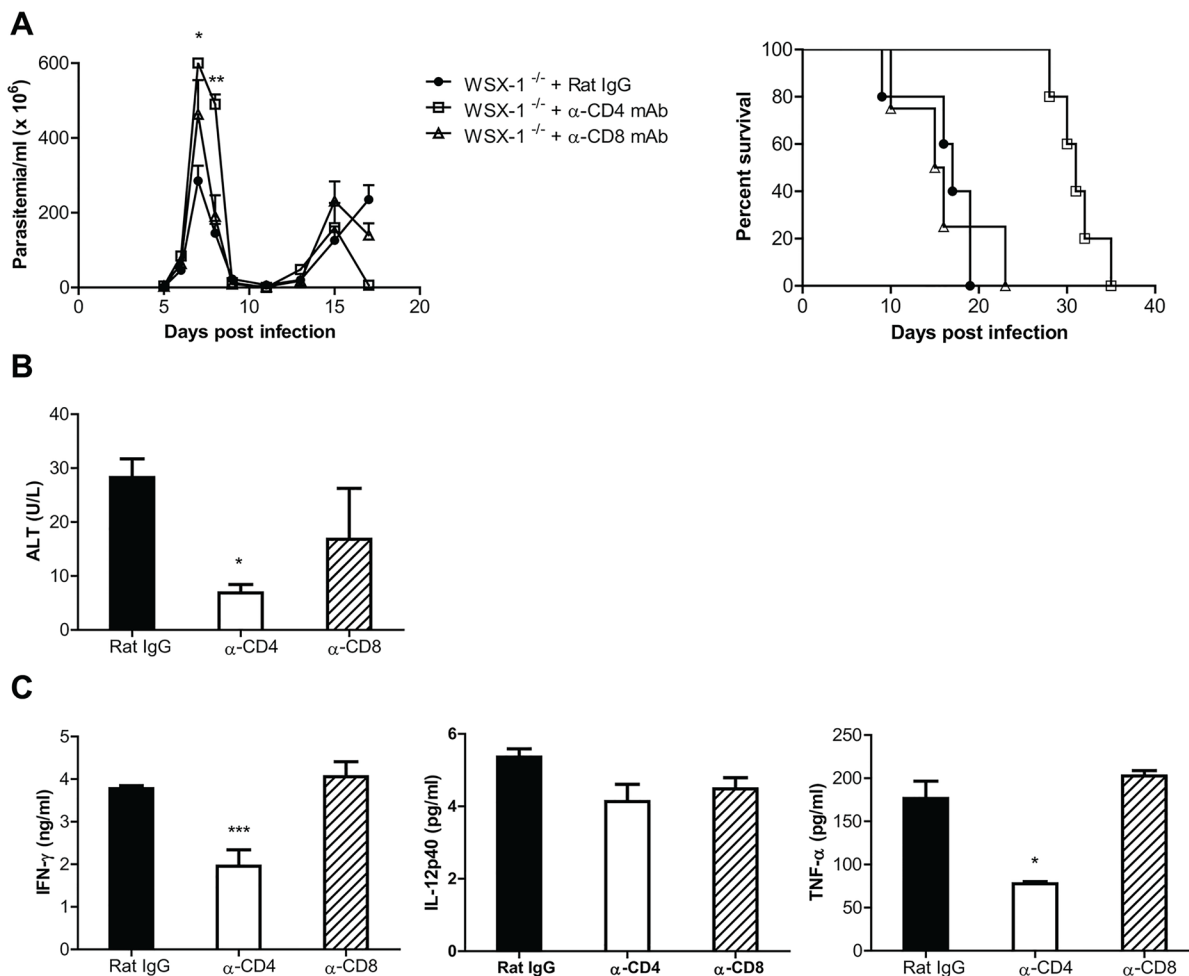 A
*
**
600
400
200
0
Parasitemia/ml (x 10⁶)
0 5 10 15 20
Days post infection
WSX-1 -/- + Rat IgG
WSX-1 -/- + α-CD4 mAb
WSX-1 -/- + α-CD8 mAb
100
80
60
40
20
0
Percent survival
0 10 20 30 40
Days post infection
B
40
30
20
10
0
ALT (U/L)
*
Rat IgG α-CD4 α-CD8
C
5
4
3
2
1
0
IFN-γ (ng/ml)
***
Rat IgG α-CD4 α-CD8
6
4
2
0
IL-12p40 (pg/ml)
Rat IgG α-CD4 α-CD8
250
200
150
100
50
0
TNF-α (pg/ml)
*
Rat IgG α-CD4 α-CD8